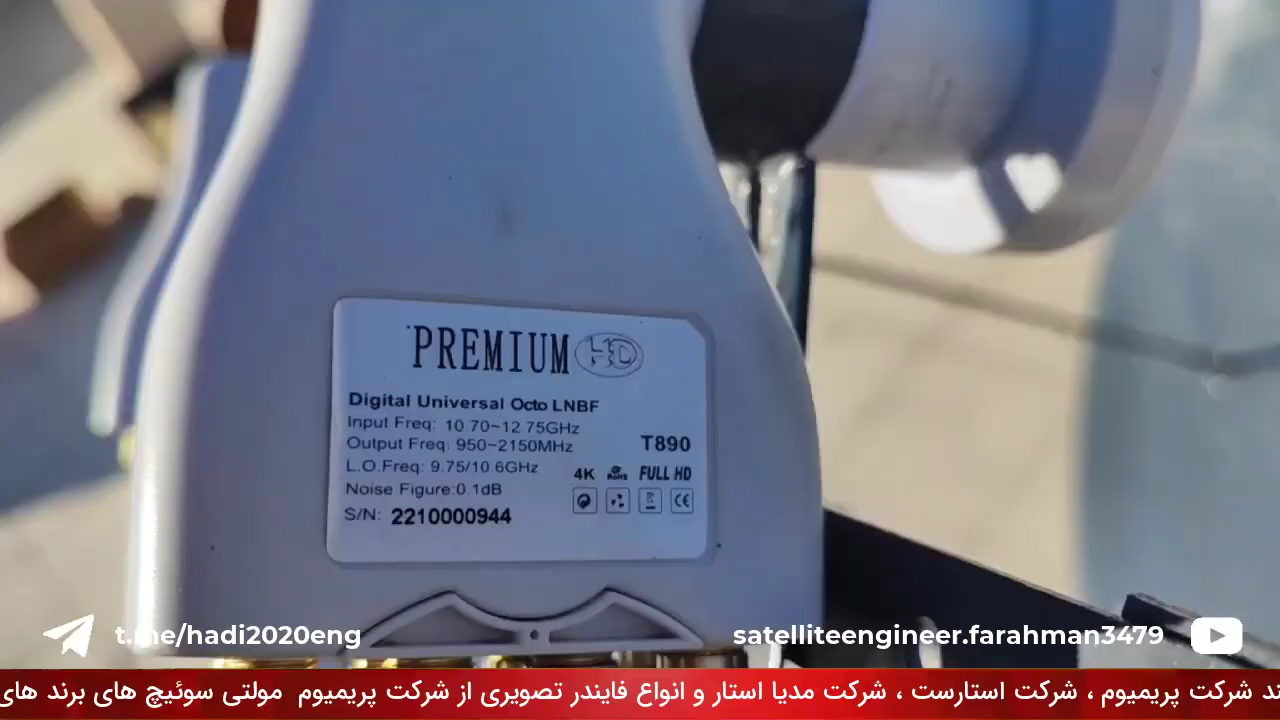 PREMIUM HD
Digital Universal Octo LNBF
Input Freq: 10.70~12.75GHz
Output Freq: 950~2150MHz
T890
L.O.Freq: 9.75/10.6GHz
4K RoHS FULL HD
Noise Figure:0.1dB
CE
S/N: 2210000944
t.me/hadi2020eng
satelliteengineer.farahman3479
ند شرکت پریمیوم ، شرکت استارست ، شرکت مدیا استار و انواع فایندر تصویری از شرکت پریمیوم مولتی سوئیچ های برند های